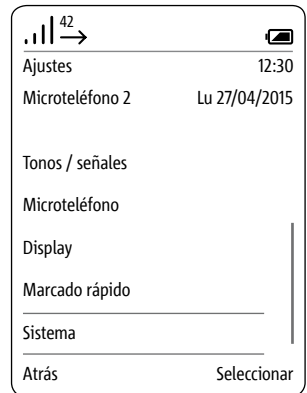 42
Ajustes 12:30
Microteléfono 2 Lu 27/04/2015
Tonos / señales
Microteléfono
Display
Marcado rápido
Sistema
Atrás Seleccionar